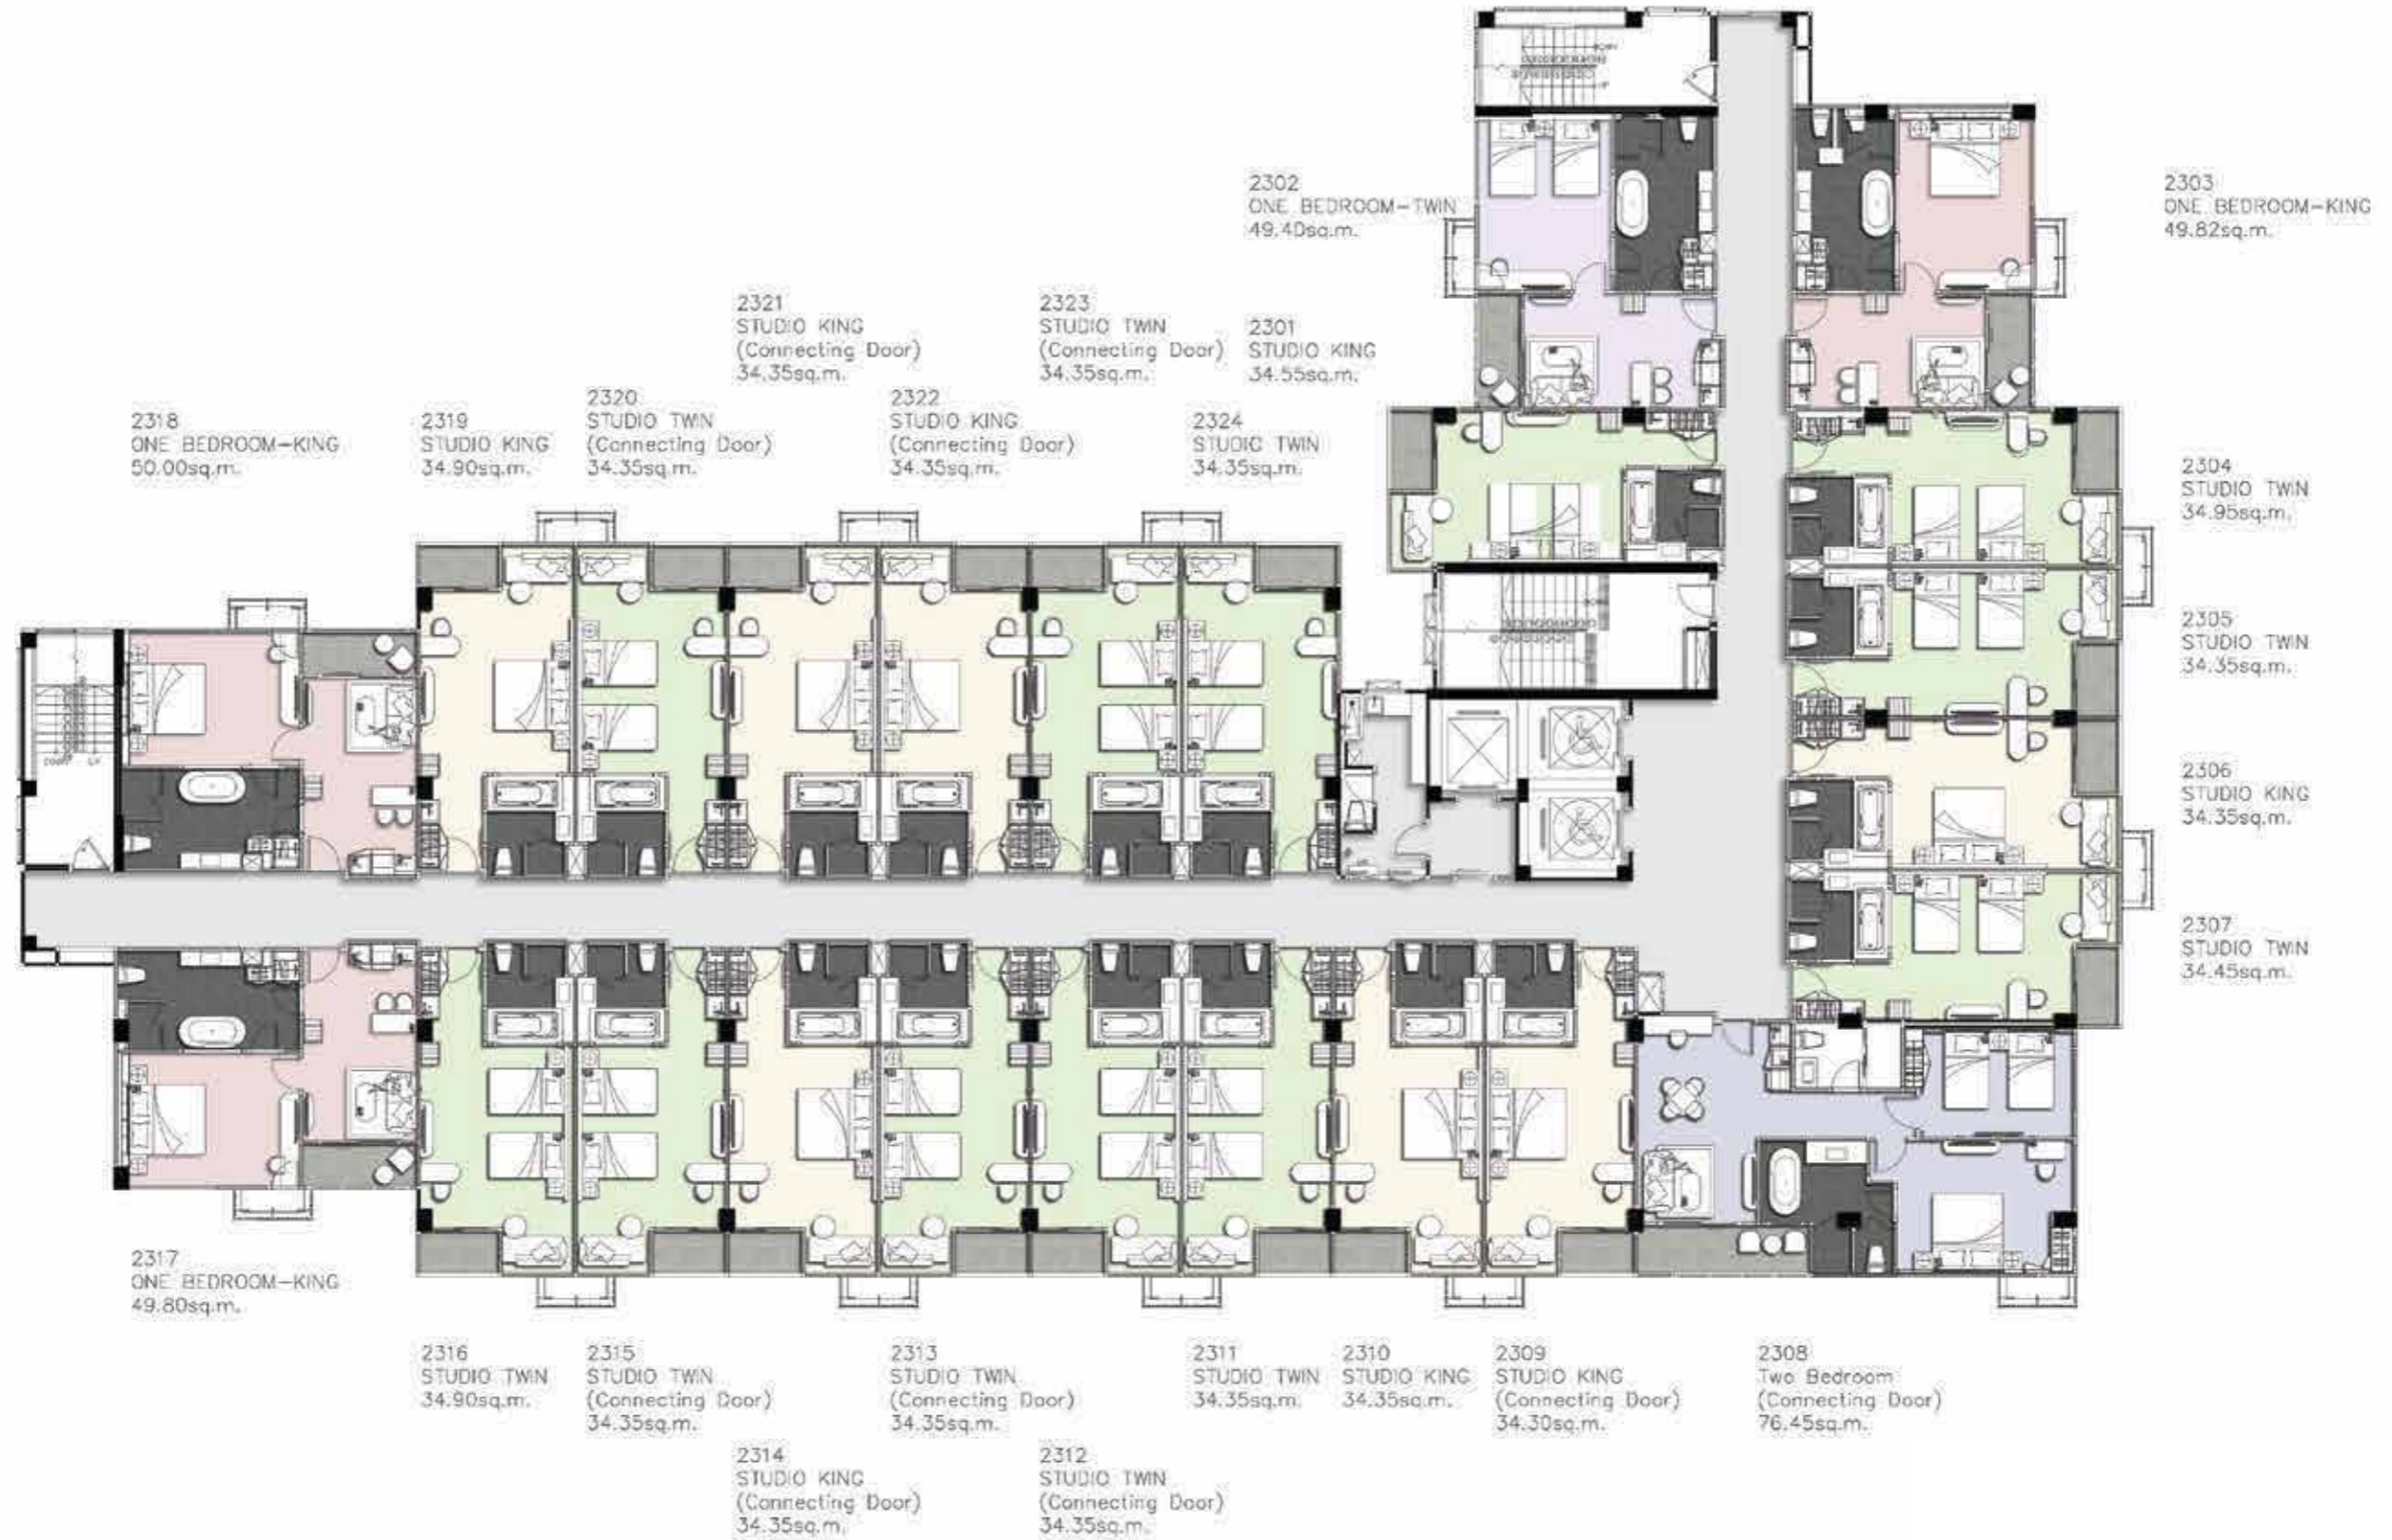 2302
ONE BEDROOM-TWIN
49.40sq.m.
2303
ONE BEDROOM-KING
49.82sq.m.
2321
STUDIO KING
(Connecting Door)
34.35sq.m.
2323
STUDIO TWIN
(Connecting Door)
34.35sq.m.
2301
STUDIO KING
34.55sq.m.
2318
ONE BEDROOM-KING
50.00sq.m.
2319
STUDIO KING
34.90sq.m.
2320
STUDIO TWIN
(Connecting Door)
34.35sq.m.
2322
STUDIO KING
(Connecting Door)
34.35sq.m.
2324
STUDIO TWIN
34.35sq.m.
2304
STUDIO TWIN
34.95sq.m.
2305
STUDIO TWIN
34.35sq.m.
2306
STUDIO KING
34.35sq.m.
2307
STUDIO TWIN
34.45sq.m.
2317
ONE BEDROOM-KING
49.80sq.m.
2316
STUDIO TWIN
34.90sq.m.
2315
STUDIO TWIN
(Connecting Door)
34.35sq.m.
2313
STUDIO TWIN
(Connecting Door)
34.35sq.m.
2311
STUDIO TWIN
34.35sq.m.
2310
STUDIO KING
34.35sq.m.
2309
STUDIO KING
(Connecting Door)
34.30sq.m.
2308
Two Bedroom
(Connecting Door)
76.45sq.m.
2314
STUDIO KING
(Connecting Door)
34.35sq.m.
2312
STUDIO TWIN
(Connecting Door)
34.35sq.m.